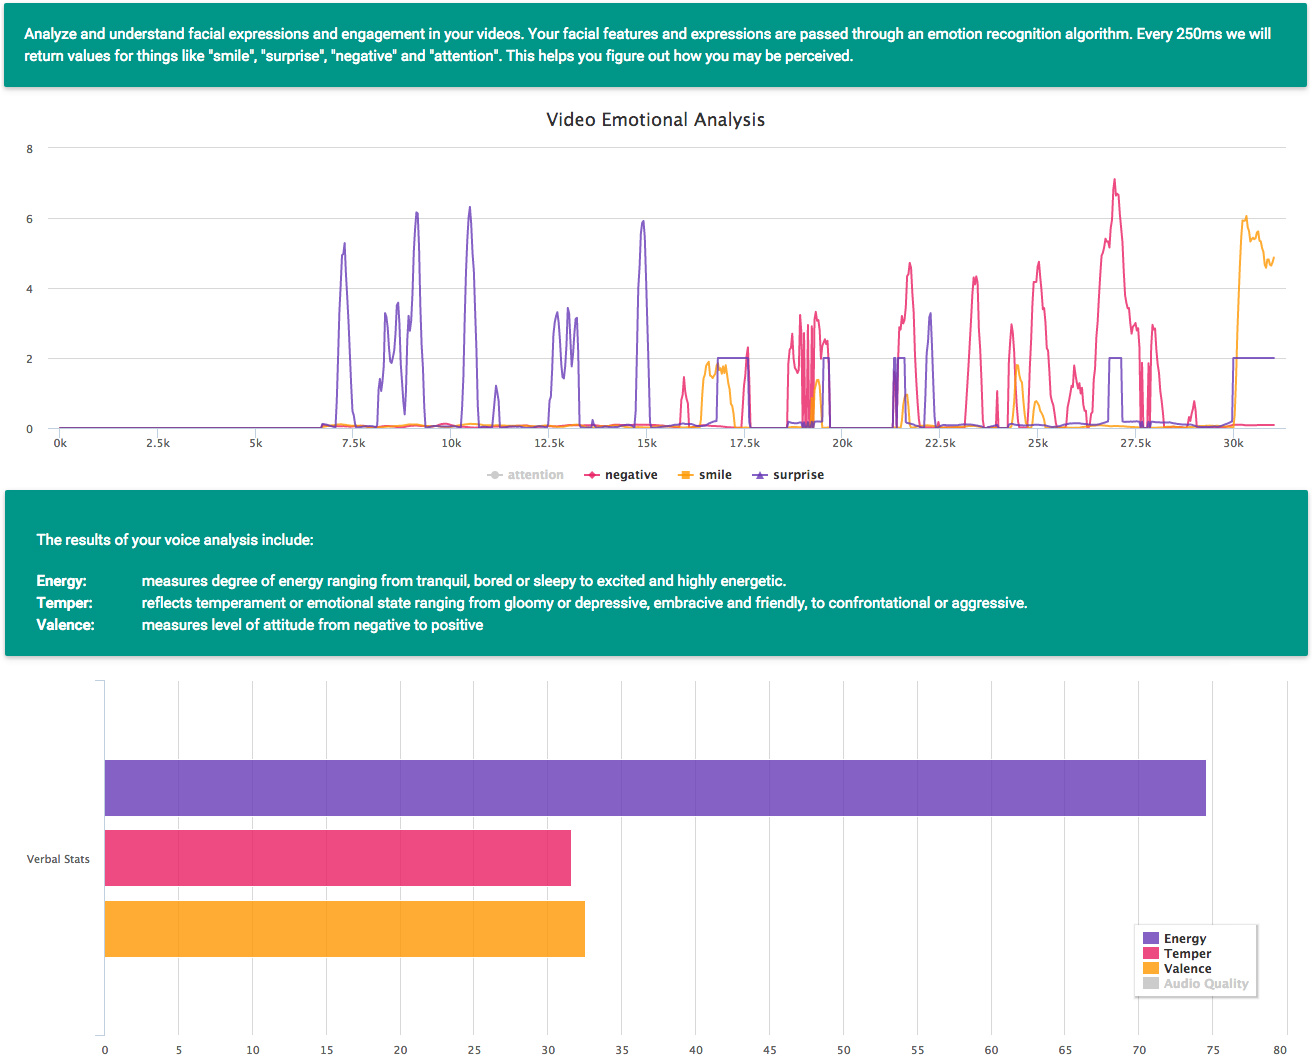 Analyze and understand facial expressions and engagement in your videos. Your facial features and expressions are passed through an emotion recognition algorithm. Every 250ms we will
return values for things like "smile", "surprise", "negative" and "attention". This helps you figure out how you may be perceived.
Video Emotional Analysis
8
6
4
2
0
0k 2.5k 5k 7.5k 10k 12.5k 15k 17.5k 20k 22.5k 25k 27.5k 30k
attention negative smile surprise
The results of your voice analysis include:
Energy: measures degree of energy ranging from tranquil, bored or sleepy to excited and highly energetic.
Temper: reflects temperament or emotional state ranging from gloomy or depressive, embracive and friendly, to confrontational or aggressive.
Valence: measures level of attitude from negative to positive
Verbal Stats
Energy
Temper
Valence
Audio Quality
0 5 10 15 20 25 30 35 40 45 50 55 60 65 70 75 80